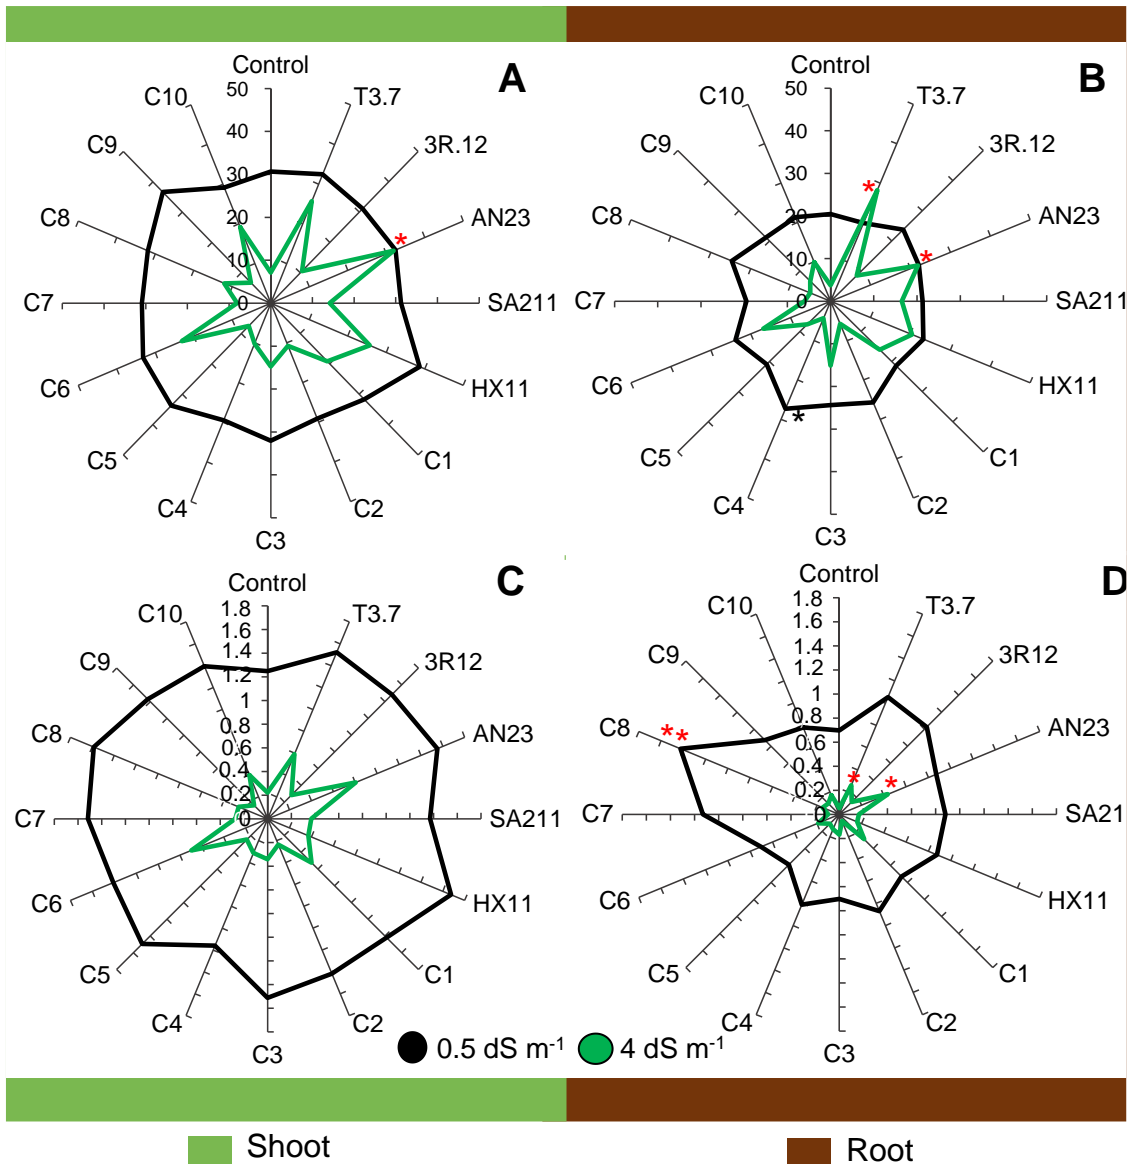 Control
A
50
C10
T3.7
40
C9
3R.12
30
C8
AN23
*
20
10
C7
0
SA211
C6
HX11
C5
C1
C4
C2
C3
Control
B
50
C10
T3.7
40
C9
3R.12
30
*
C8
AN23
20
*
10
C7
0
SA211
C6
HX11
*
C5
C1
C4
C2
C3
Control
C
1.8
C10
T3.7
1.6
1.4
C9
3R12
1.2
1
C8
AN23
0.8
0.6
0.4
0.2
C7
0
SA211
C6
HX11
C5
C1
C4
C2
C3
Control
D
1.8
C10
T3.7
1.6
1.4
C9
3R12
1.2
1
C8
**
AN23
0.8
0.6
0.4
*
*
0.2
C7
0
SA21
C6
HX11
C5
C1
C4
C2
C3
0.5 dS m-1
4 dS m-1
Shoot
Root